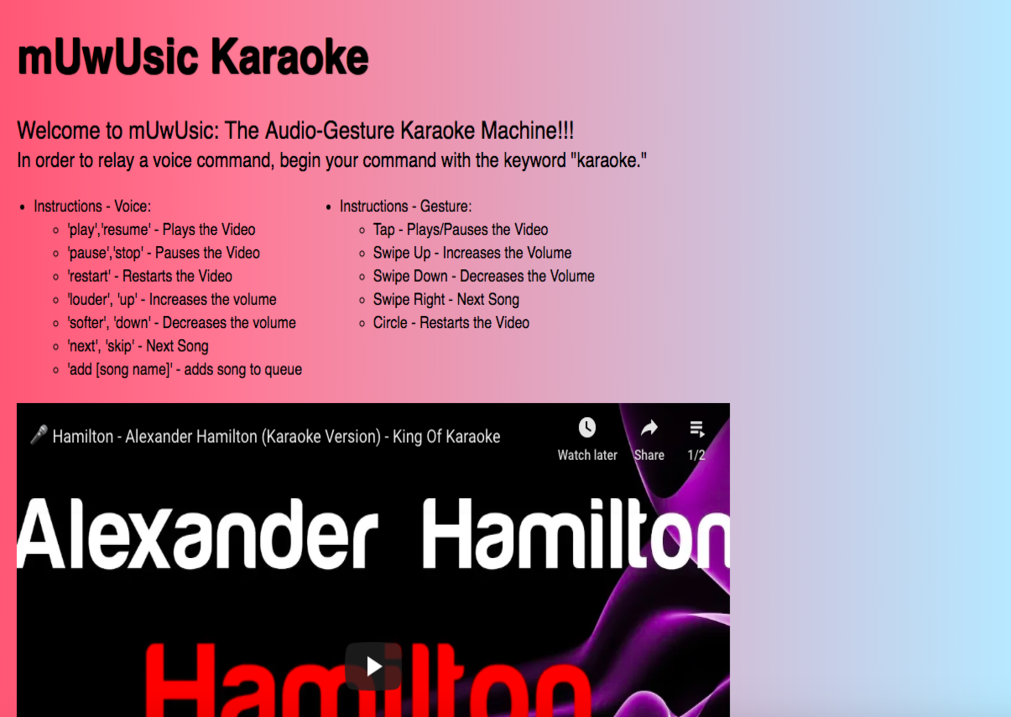 mUwUsic Karaoke
Welcome to mUwUsic: The Audio-Gesture Karaoke Machine!!!
In order to relay a voice command, begin your command with the keyword "karaoke."
Instructions - Voice:
'play','resume' - Plays the Video
'pause','stop' - Pauses the Video
'restart' - Restarts the Video
'louder', 'up' - Increases the volume
'softer', 'down' - Decreases the volume
'next', 'skip' - Next Song
'add [song name]' - adds song to queue
Instructions - Gesture:
Tap - Plays/Pauses the Video
Swipe Up - Increases the Volume
Swipe Down - Decreases the Volume
Swipe Right - Next Song
Circle - Restarts the Video
Hamilton - Alexander Hamilton (Karaoke Version) - King Of Karaoke
Watch later
Share
1/2
Alexander Hamilton
Hamilton